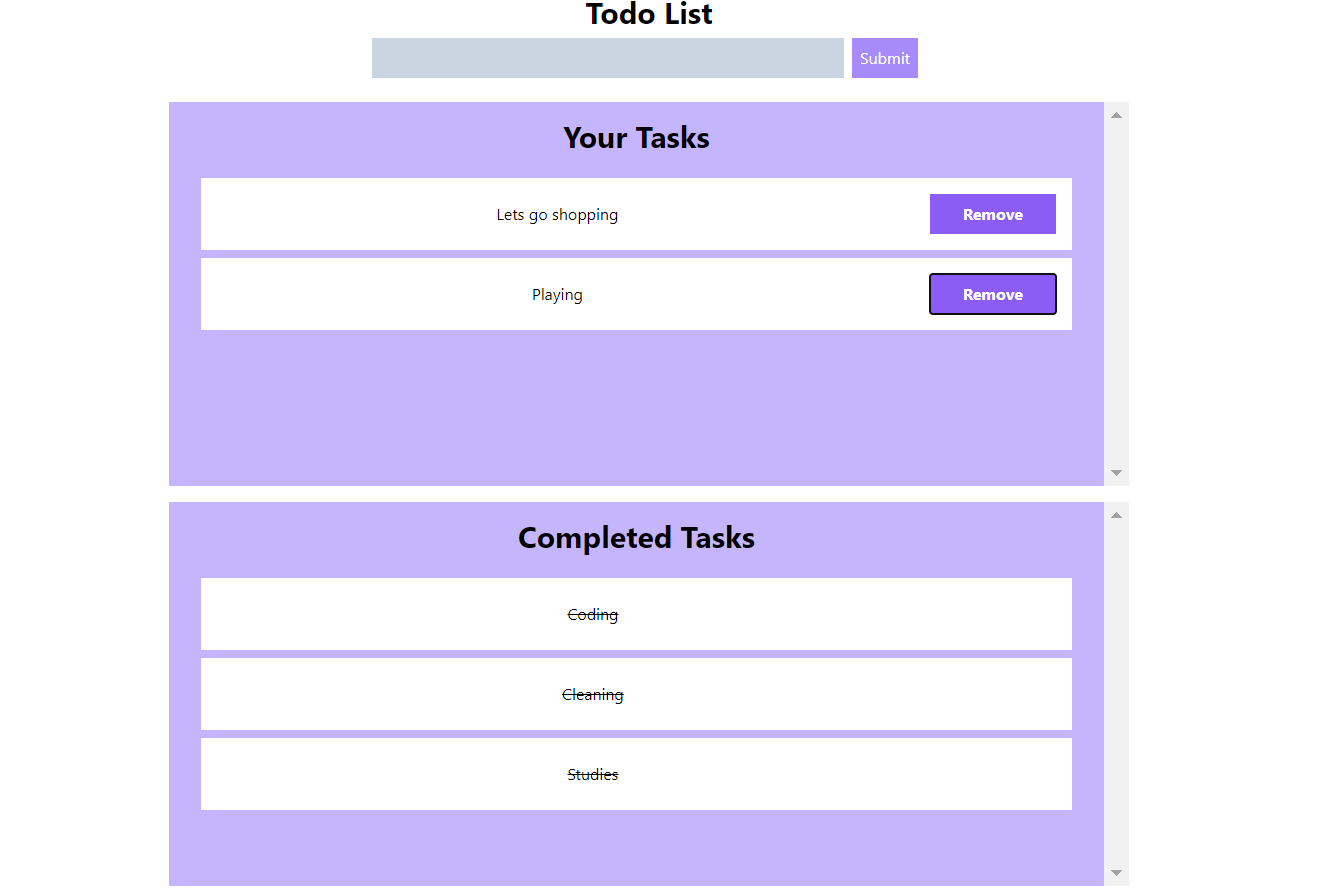 Todo List
Submit
Your Tasks
Lets go shopping
Remove
Playing
Remove
Completed Tasks
Coding
Cleaning
Studies